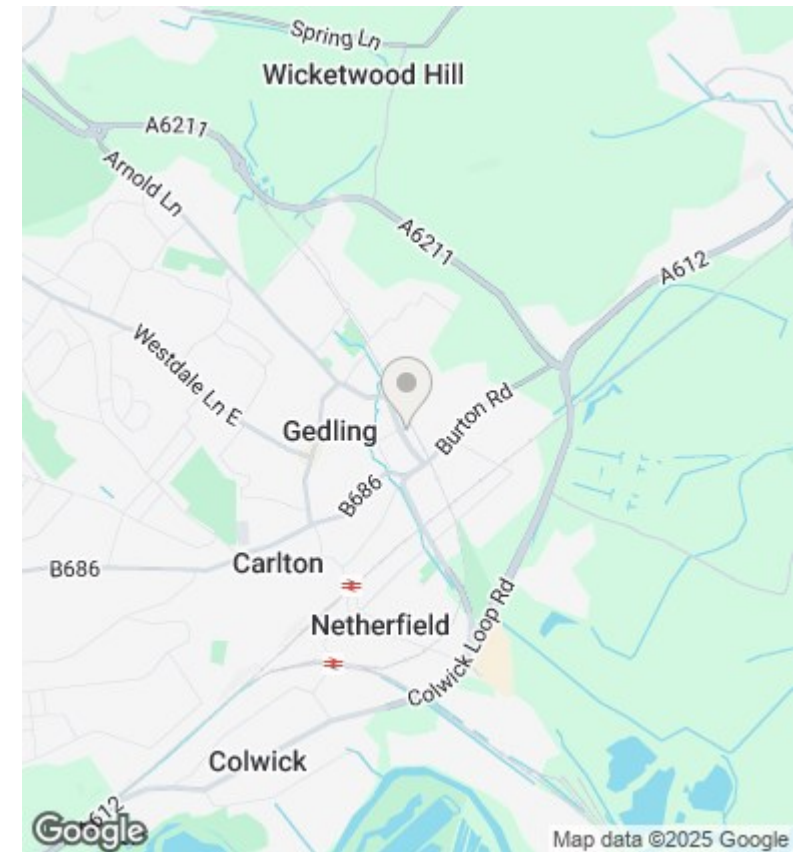 Spring Ln
Wicketwood Hill
A6211
Arnold Ln
A6211
A612
Westdale Ln E
Gedling
Burton Rd
B686
B686
Carlton
Netherfield
Colwick Loop Rd
Colwick
A612
Google
Map data ©2025 Google